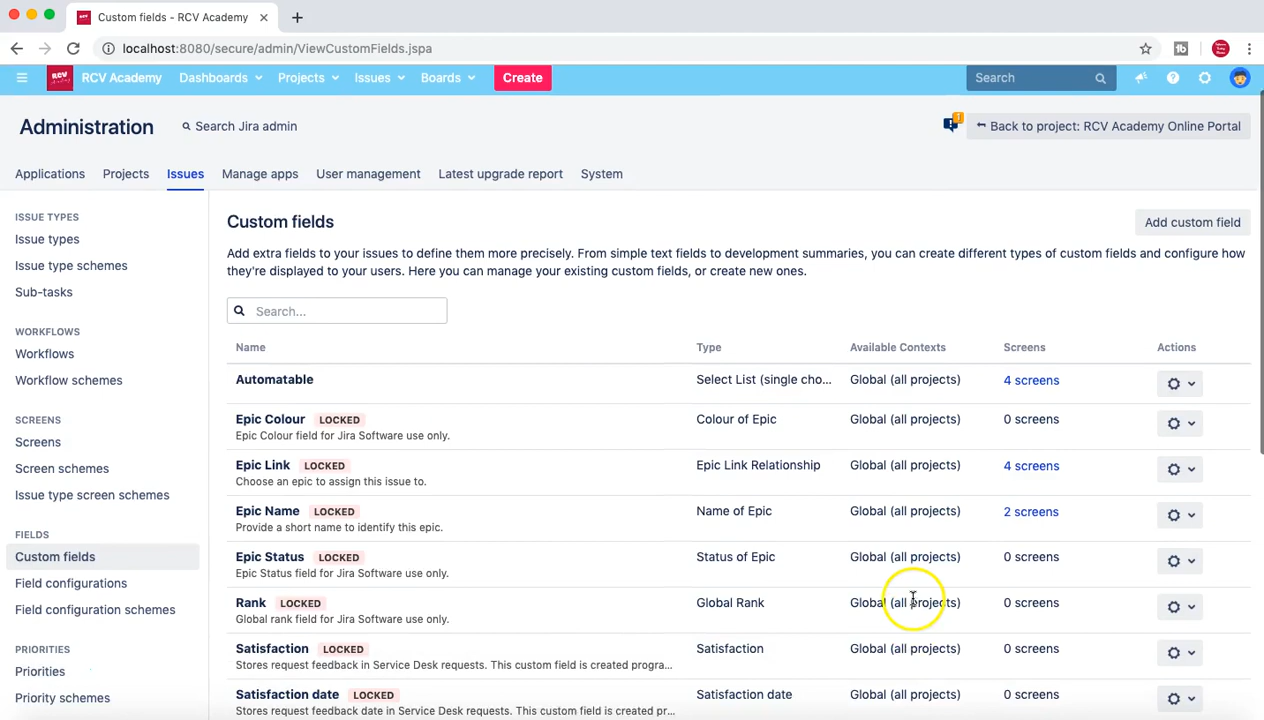 Custom fields - RCV Academy
localhost:8080/secure/admin/ViewCustomFields.jspa
RCV Academy Dashboards Projects Issues Boards Create Search
Administration Search Jira admin Back to project: RCV Academy Online Portal
Applications Projects Issues Manage apps User management Latest upgrade report System
ISSUE TYPES
Issue types
Issue type schemes
Sub-tasks
WORKFLOWS
Workflows
Workflow schemes
SCREENS
Screens
Screen schemes
Issue type screen schemes
FIELDS
Custom fields
Field configurations
Field configuration schemes
PRIORITIES
Priorities
Priority schemes
Custom fields Add custom field
Add extra fields to your issues to define them more precisely. From simple text fields to development summaries, you can create different types of custom fields and configure how
they're displayed to your users. Here you can manage your existing custom fields, or create new ones.
Search...
Name Type Available Contexts Screens Actions
Automatable Select List (single cho... Global (all projects) 4 screens
Epic Colour LOCKED Colour of Epic Global (all projects) 0 screens
Epic Colour field for Jira Software use only.
Epic Link LOCKED Epic Link Relationship Global (all projects) 4 screens
Choose an epic to assign this issue to.
Epic Name LOCKED Name of Epic Global (all projects) 2 screens
Provide a short name to identify this epic.
Epic Status LOCKED Status of Epic Global (all projects) 0 screens
Epic Status field for Jira Software use only.
Rank LOCKED Global Rank Global (all projects) 0 screens
Global rank field for Jira Software use only.
Satisfaction LOCKED Satisfaction Global (all projects) 0 screens
Stores request feedback in Service Desk requests. This custom field is created progra...
Satisfaction date LOCKED Satisfaction date Global (all projects) 0 screens
Stores request feedback date in Service Desk requests. This custom field is created pr...